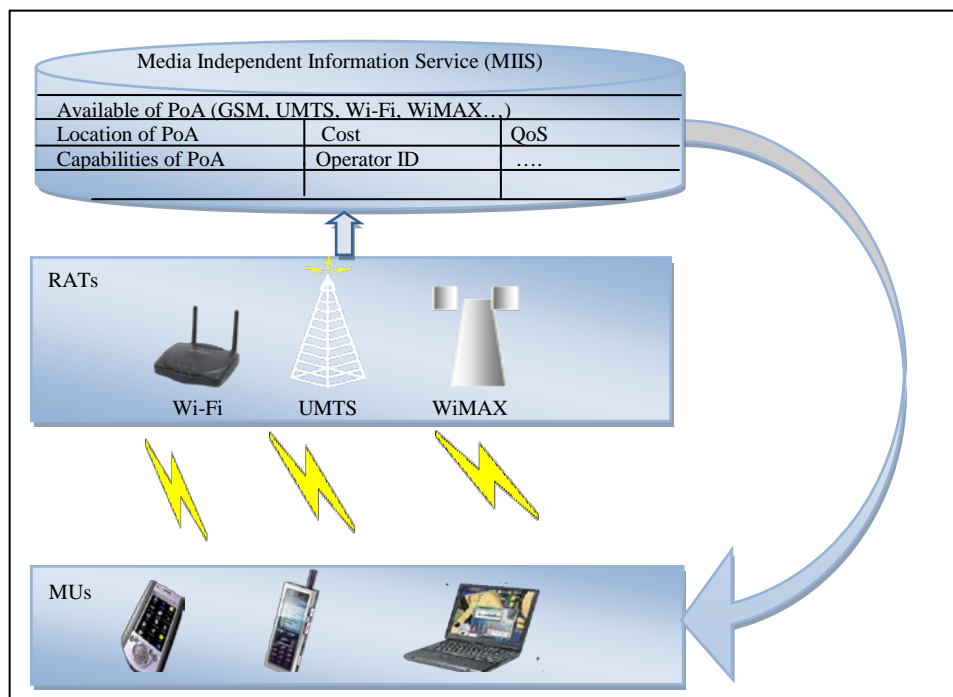 Media Independent Information Service (MIIS)
Available of PoA (GSM, UMTS, Wi-Fi, WiMAX…,)
Location of PoA Cost QoS
Capabilities of PoA Operator ID ….
RATs
Wi-Fi UMTS WiMAX
MUs